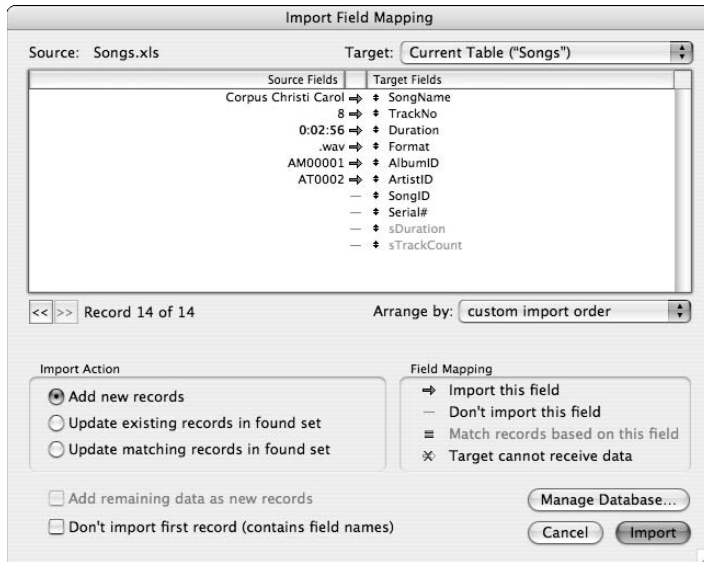 Import Field Mapping
Source: Songs.xls Target: Current Table ("Songs")
Source Fields Target Fields
Corpus Christi Carol ⇒ SongName
8 ⇒ TrackNo
0:02:56 ⇒ Duration
.wav ⇒ Format
AM00001 ⇒ AlbumID
AT0002 ⇒ ArtistID
— SongID
— Serial#
— sDuration
— sTrackCount
<< >> Record 14 of 14 Arrange by: custom import order
Import Action
Add new records
Update existing records in found set
Update matching records in found set
Field Mapping
⇒ Import this field
— Don't import this field
≡ Match records based on this field
Target cannot receive data
Add remaining data as new records
Don't import first record (contains field names)
Manage Database...
Cancel Import